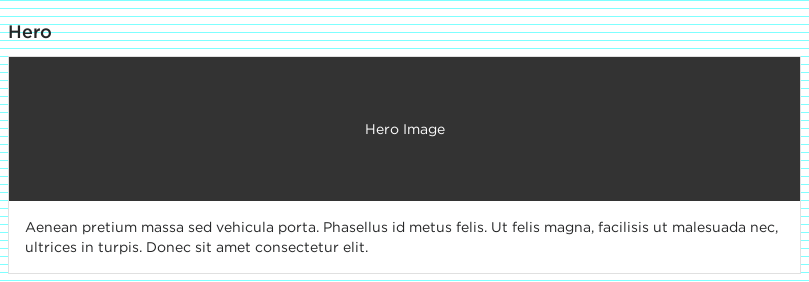 Hero
Hero Image
Aenean pretium massa sed vehicula porta. Phasellus id metus felis. Ut felis magna, facilisis ut malesuada nec,
ultrices in turpis. Donec sit amet consectetur elit.